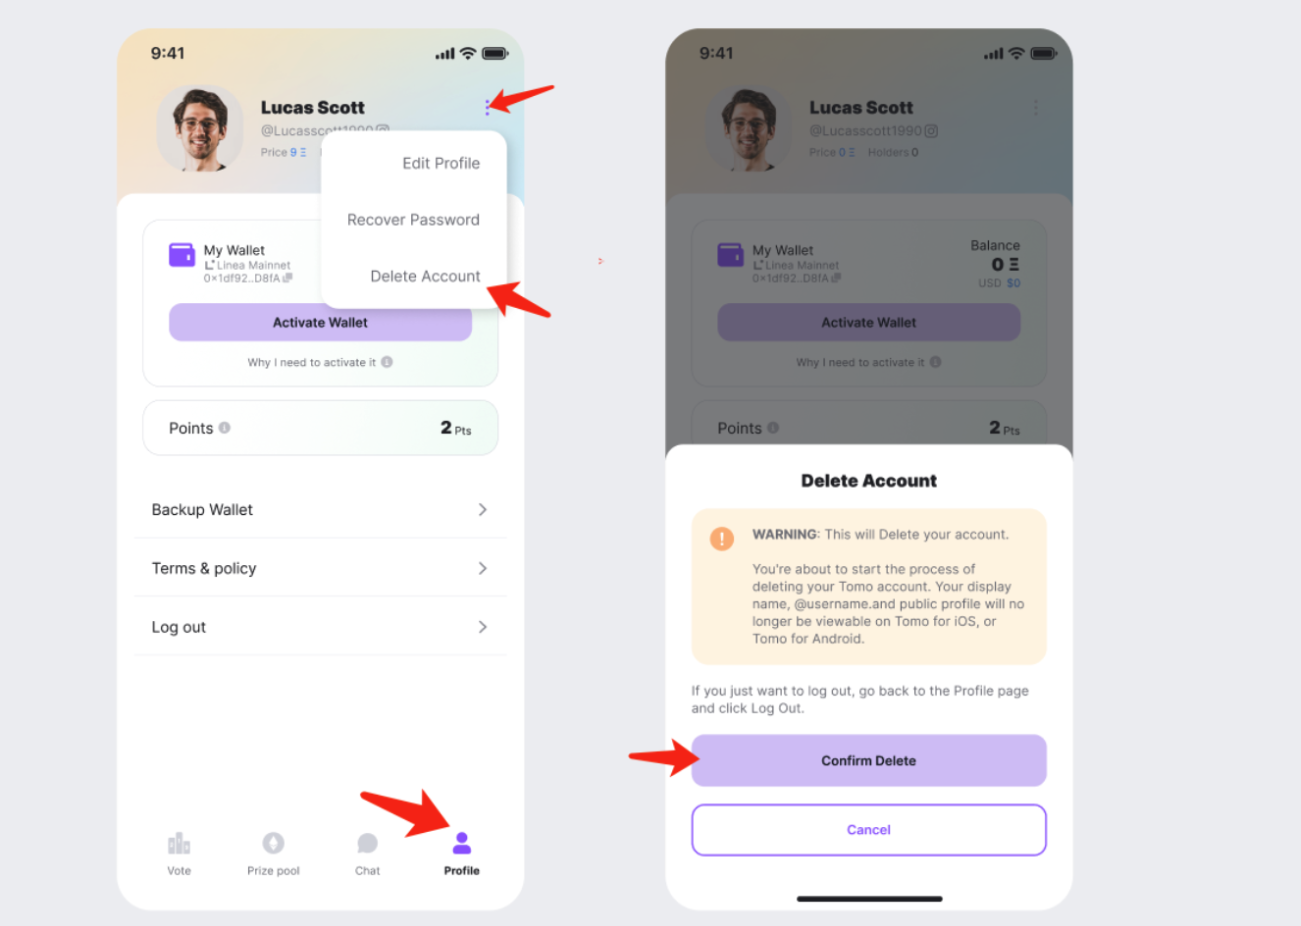 9:41
Lucas Scott
@Lucasscott1990
Price 9 Ξ
Edit Profile
Recover Password
Delete Account
My Wallet
Linea Mainnet
0×1df92..D8fA
Activate Wallet
Why I need to activate it
Points
2 Pts
Backup Wallet
Terms & policy
Log out
Vote
Prize pool
Chat
Profile
9:41
Lucas Scott
@Lucasscott1990
Price 0 Ξ Holders 0
My Wallet
Linea Mainnet
0×1df92..D8fA
Balance
0 Ξ
USD $0
Activate Wallet
Why I need to activate it
Points
2 Pts
Delete Account
WARNING: This will Delete your account.
You're about to start the process of
deleting your Tomo account. Your display
name, @username.and public profile will no
longer be viewable on Tomo for iOS, or
Tomo for Android.
If you just want to log out, go back to the Profile page
and click Log Out.
Confirm Delete
Cancel